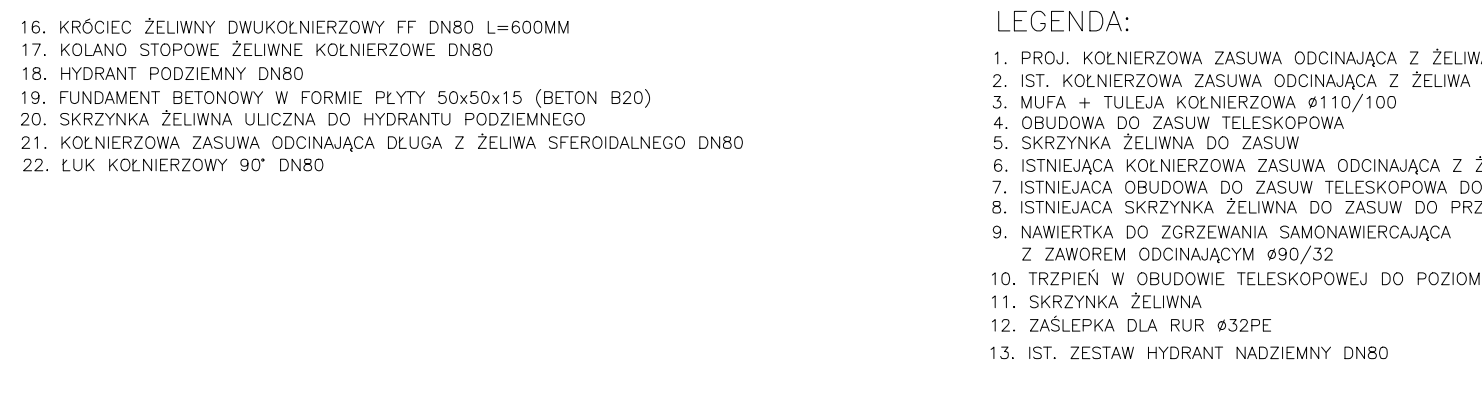 16. KRÓCIEC ŻELIWNY DWUKOŁNIERZOWY FF DN80 L=600MM
17. KOLANO STOPOWE ŻELIWNE KOŁNIERZOWE DN80
18. HYDRANT PODZIEMNY DN80
19. FUNDAMENT BETONOWY W FORMIE PŁYTY 50x50x15 (BETON B20)
20. SKRZYNKA ŻELIWNA ULICZNA DO HYDRANTU PODZIEMNEGO
21. KOŁNIERZOWA ZASUWA ODCINAJĄCA DŁUGA Z ŻELIWA SFEROIDALNEGO DN80
22. ŁUK KOŁNIERZOWY 90° DN80
LEGENDA:
1. PROJ. KOŁNIERZOWA ZASUWA ODCINAJĄCA Z ŻELIWA
2. IST. KOŁNIERZOWA ZASUWA ODCINAJĄCA Z ŻELIWA
3. MUFA + TULEJA KOŁNIERZOWA ø110/100
4. OBUDOWA DO ZASUW TELESKOPOWA
5. SKRZYNKA ŻELIWNA DO ZASUW
6. ISTNIEJĄCA KOŁNIERZOWA ZASUWA ODCINAJĄCA Z Ż
7. ISTNIEJACA OBUDOWA DO ZASUW TELESKOPOWA DO
8. ISTNIEJACA SKRZYNKA ŻELIWNA DO ZASUW DO PRZ
9. NAWIERTKA DO ZGRZEWANIA SAMONAWIERCAJĄCA
Z ZAWOREM ODCINAJĄCYM ø90/32
10. TRZPIEŃ W OBUDOWIE TELESKOPOWEJ DO POZIOM
11. SKRZYNKA ŻELIWNA
12. ZAŚLEPKA DLA RUR ø32PE
13. IST. ZESTAW HYDRANT NADZIEMNY DN80